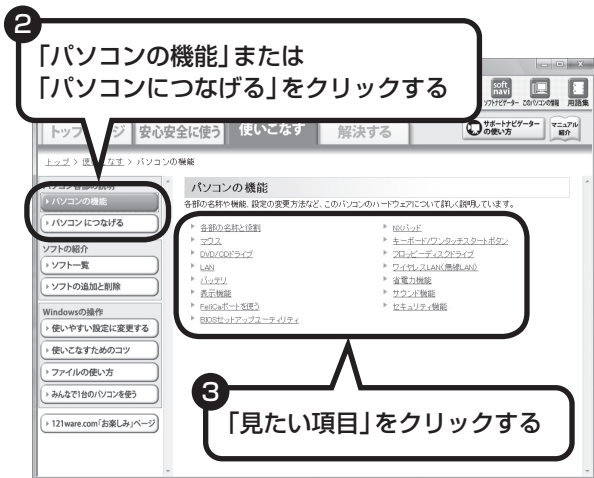 2
「パソコンの機能」または
「パソコンにつなげる」をクリックする
soft navi
ソフトナビゲーター このパソコンの情報 用語集
トップ ジ 安心安全に使う 使いこなす 解決する
サポートナビゲーターの使い方 マニュアル紹介
トップ > 使 なす > パソコンの機能
パソコン各部の説明
パソコンの機能
パソコンにつなげる
ソフトの紹介
ソフト一覧
ソフトの追加と削除
Windowsの操作
使いやすい設定に変更する
使いこなすためのコツ
ファイルの使い方
みんなで1台のパソコンを使う
121ware.com「お楽しみ」ページ
パソコンの機能
各部の名称や機能、設定の変更方法など、このパソコンのハードウェアについて詳しく説明しています。
各部の名称と役割
マウス
DVD/CDドライブ
LAN
バッテリ
表示機能
FeliCaポートを使う
BIOSセットアップユーティリティ
NXパッド
キーボード/ワンタッチスタートボタン
フロッピーディスクドライブ
ワイヤレスLAN(無線LAN)
省電力機能
サウンド機能
セキュリティ機能
3
「見たい項目」をクリックする